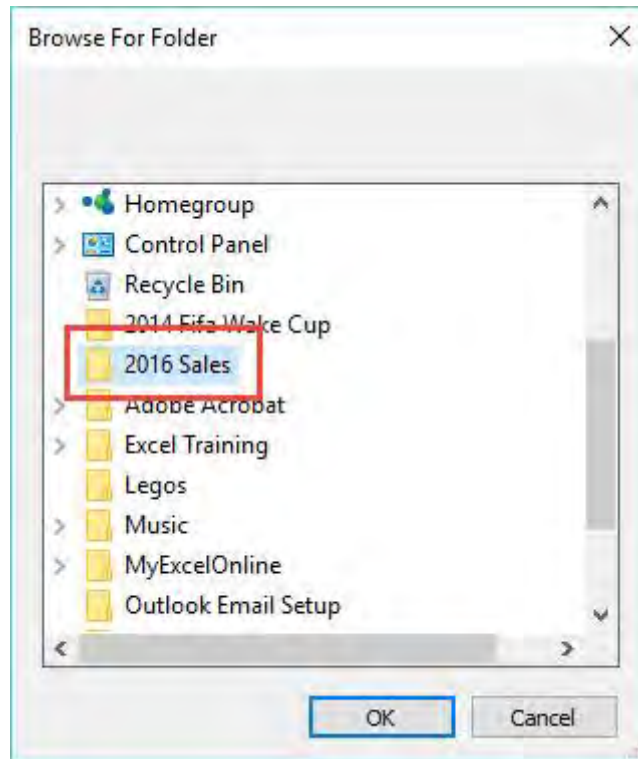 Browse For Folder
Homegroup
Control Panel
Recycle Bin
2014 Fifa Wake Cup
2016 Sales
Adobe Acrobat
Excel Training
Legos
Music
MyExcelOnline
Outlook Email Setup
OK Cancel